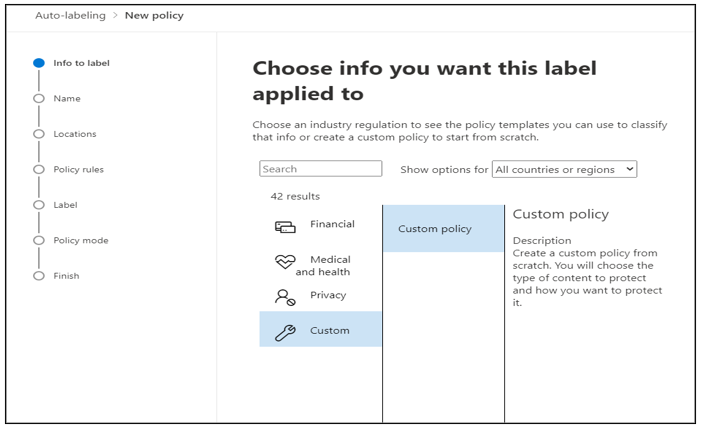 Auto-labeling > New policy
Info to label
Name
Locations
Policy rules
Label
Policy mode
Finish
Choose info you want this label
applied to
Choose an industry regulation to see the policy templates you can use to classify
that info or create a custom policy to start from scratch.
Search
Show options for All countries or regions
42 results
Financial
Medical
and health
Privacy
Custom
Custom policy
Custom policy
Description
Create a custom policy from
scratch. You will choose the
type of content to protect
and how you want to protect
it.